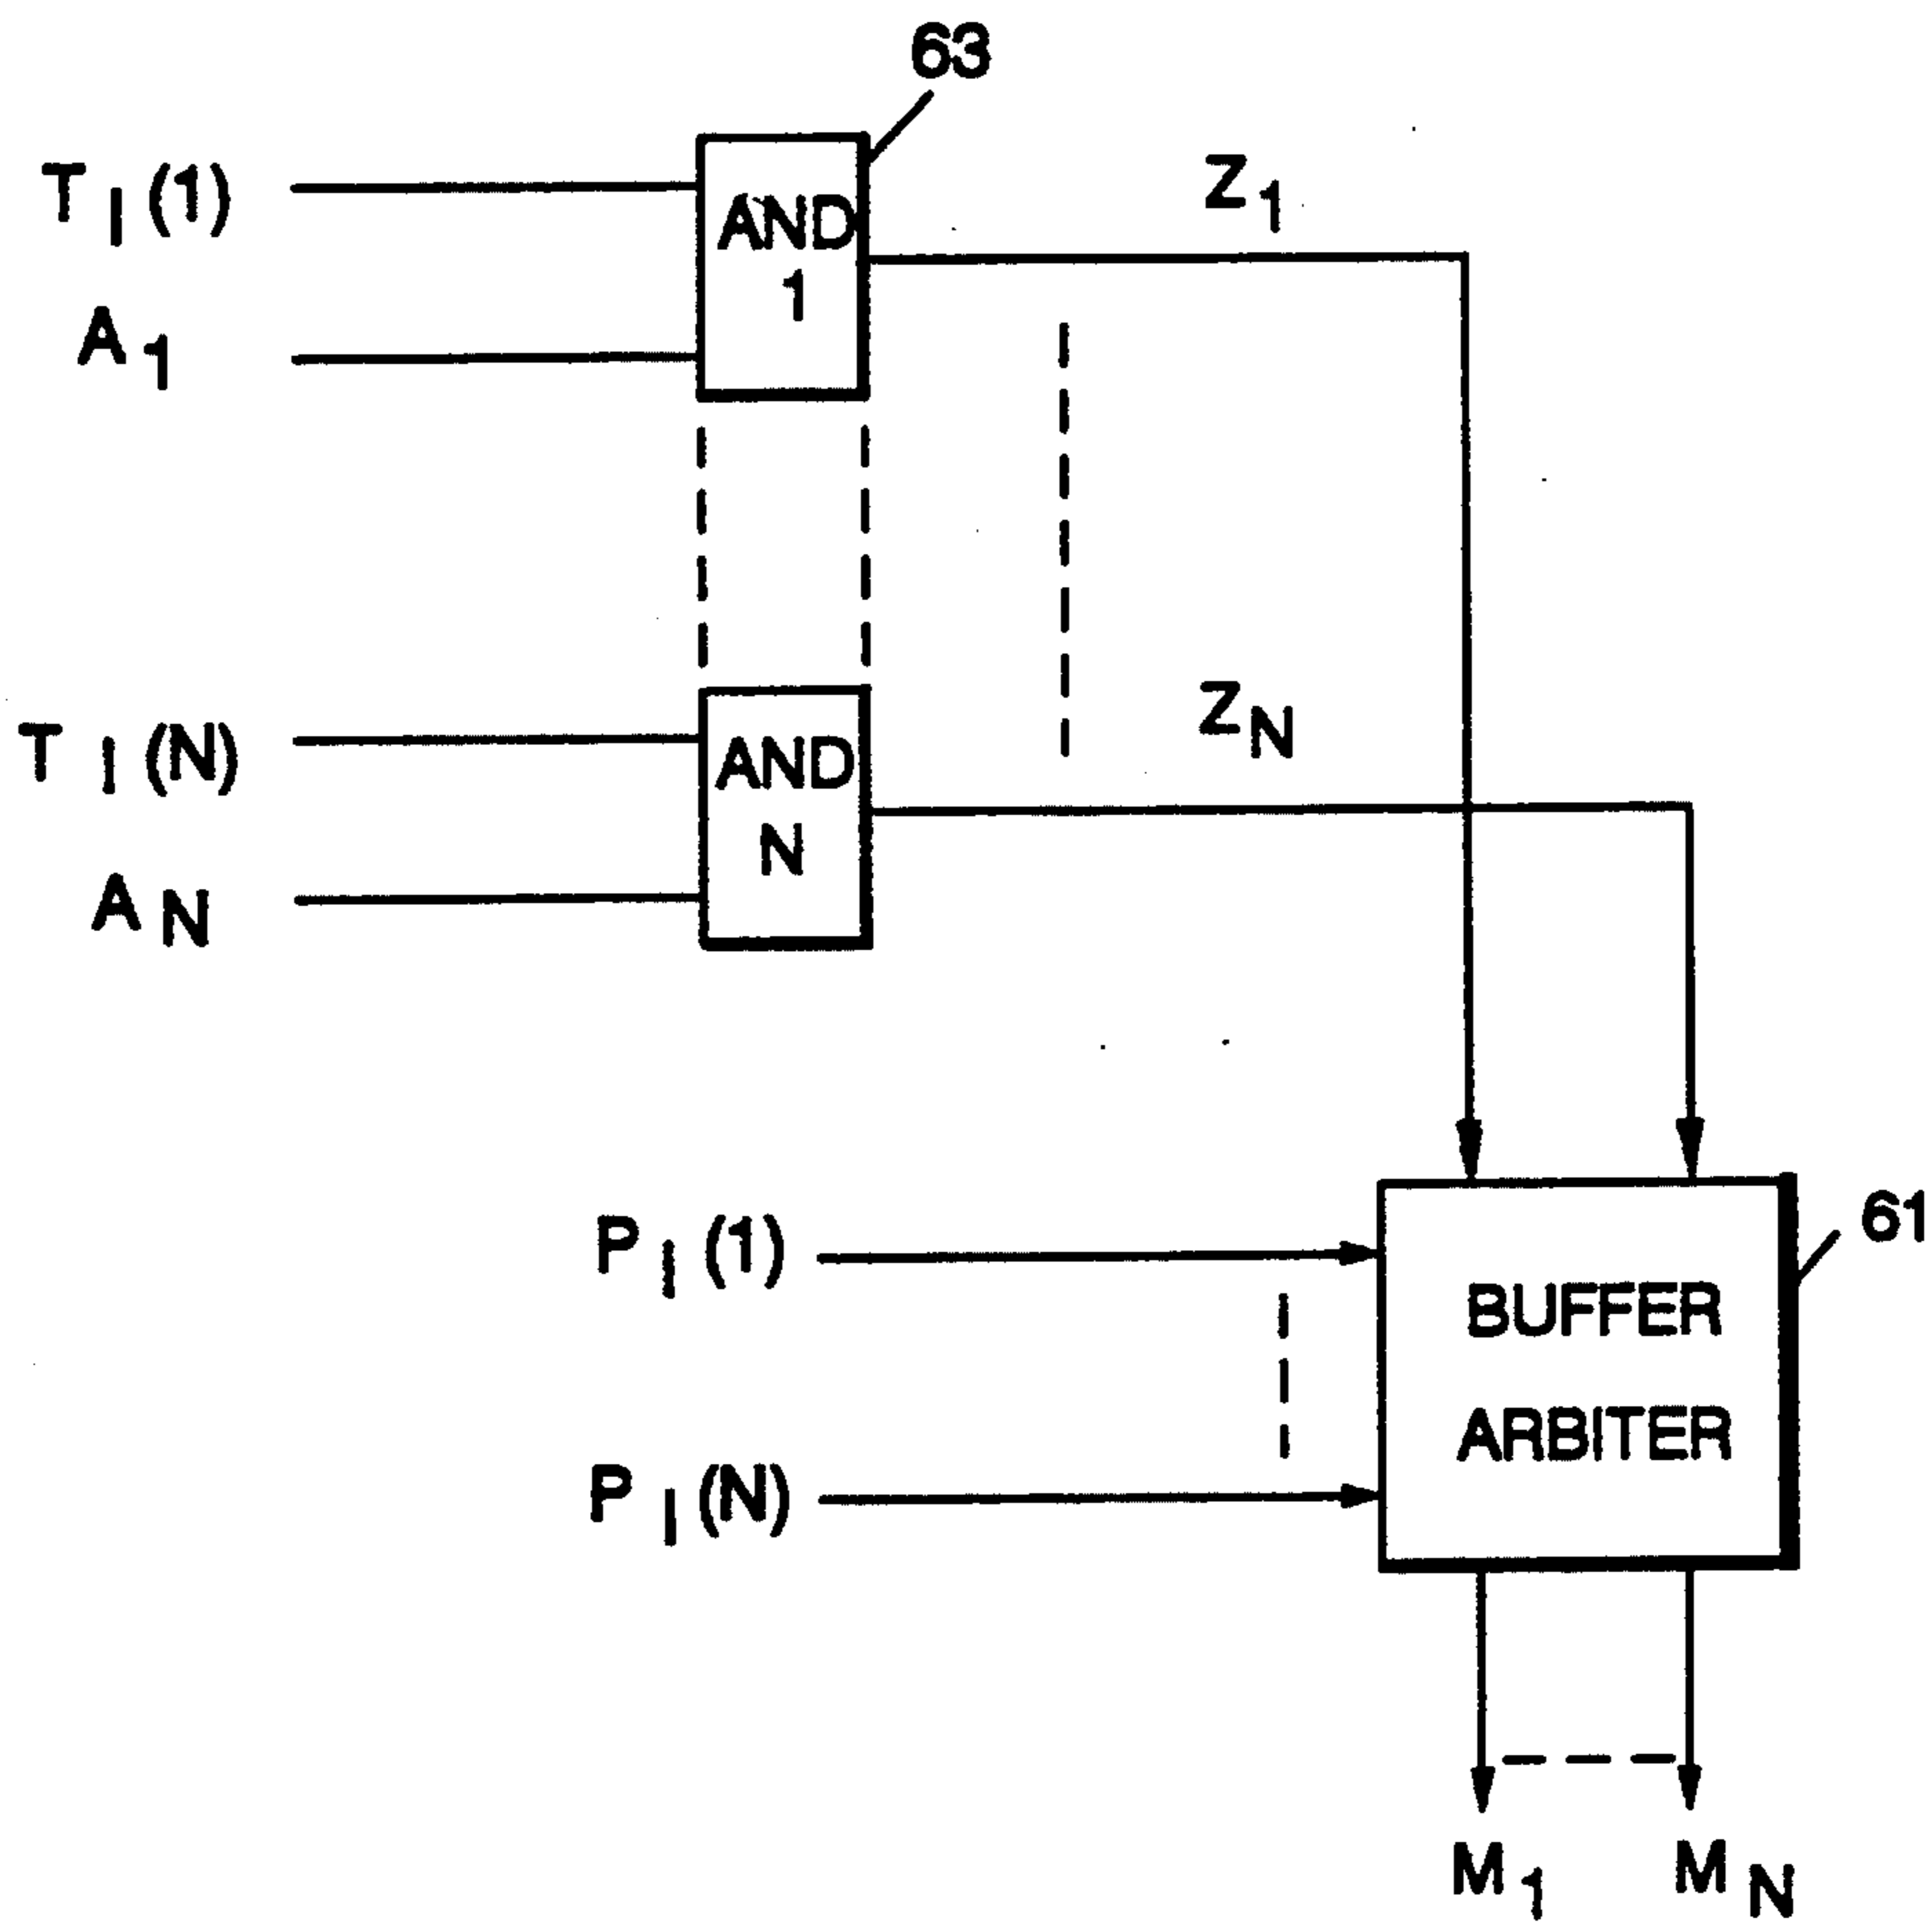 63
T I (1)
A 1
AND
1
Z 1
T I (N)
A N
AND
N
Z N
P I (1)
P I (N)
BUFFER
ARBITER
61
M 1
M N